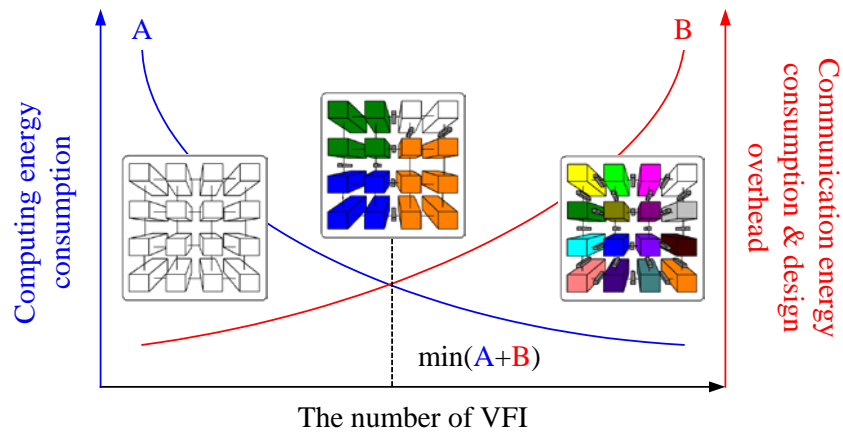 A
B
Computing energy
consumption
Communication energy
consumption & design
overhead
min(A+B)
The number of VFI